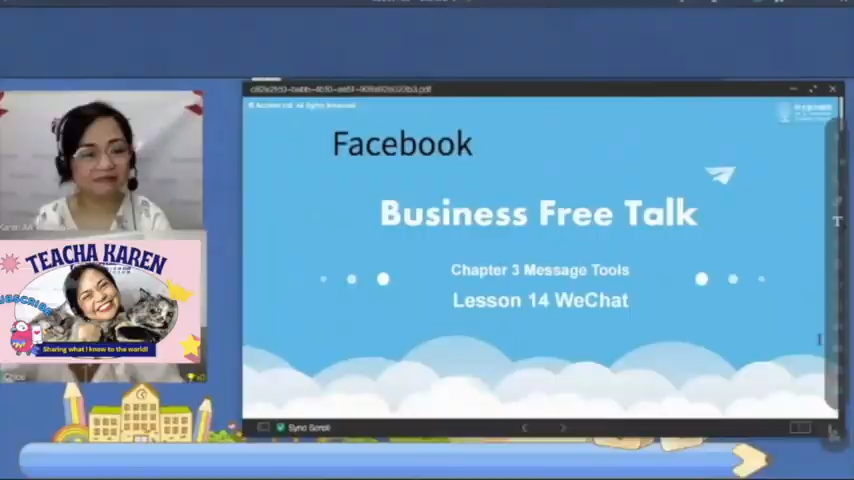 Facebook
Business Free Talk
Chapter 3 Message Tools
Lesson 14 WeChat
TEACHA KAREN
SUBSCRIBE
Sharing what I know to the world!
Sync Scroll
T